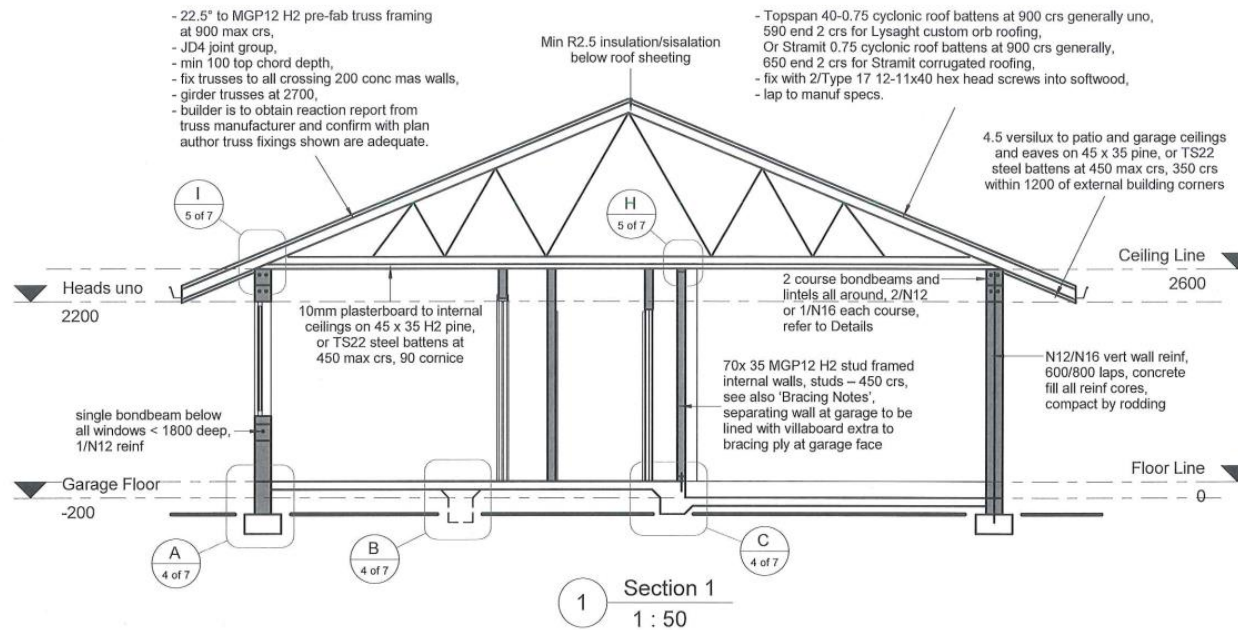 - 22.5° to MGP12 H2 pre-fab truss framing
at 900 max crs,
- JD4 joint group,
- min 100 top chord depth,
- fix trusses to all crossing 200 conc mas walls,
- girder trusses at 2700,
- builder is to obtain reaction report from
truss manufacturer and confirm with plan
author truss fixings shown are adequate.
Min R2.5 insulation/sisalation
below roof sheeting
- Topspan 40-0.75 cyclonic roof battens at 900 crs generally uno,
590 end 2 crs for Lysaght custom orb roofing,
Or Stramit 0.75 cyclonic roof battens at 900 crs generally,
650 end 2 crs for Stramit corrugated roofing,
- fix with 2/Type 17 12-11x40 hex head screws into softwood,
- lap to manuf specs.
4.5 versilux to patio and garage ceilings
and eaves on 45 x 35 pine, or TS22
steel battens at 450 max crs, 350 crs
within 1200 of external building corners
I
5 of 7
H
5 of 7
Ceiling Line
2600
Heads uno
2200
10mm plasterboard to internal
ceilings on 45 x 35 H2 pine,
or TS22 steel battens at
450 max crs, 90 cornice
2 course bondbeams and
lintels all around, 2/N12
or 1/N16 each course,
refer to Details
70x 35 MGP12 H2 stud framed
internal walls, studs – 450 crs,
see also 'Bracing Notes',
separating wall at garage to be
lined with villaboard extra to
bracing ply at garage face
N12/N16 vert wall reinf,
600/800 laps, concrete
fill all reinf cores,
compact by rodding
single bondbeam below
all windows < 1800 deep,
1/N12 reinf
Garage Floor
-200
Floor Line
0
A
4 of 7
B
4 of 7
C
4 of 7
1
Section 1
1 : 50